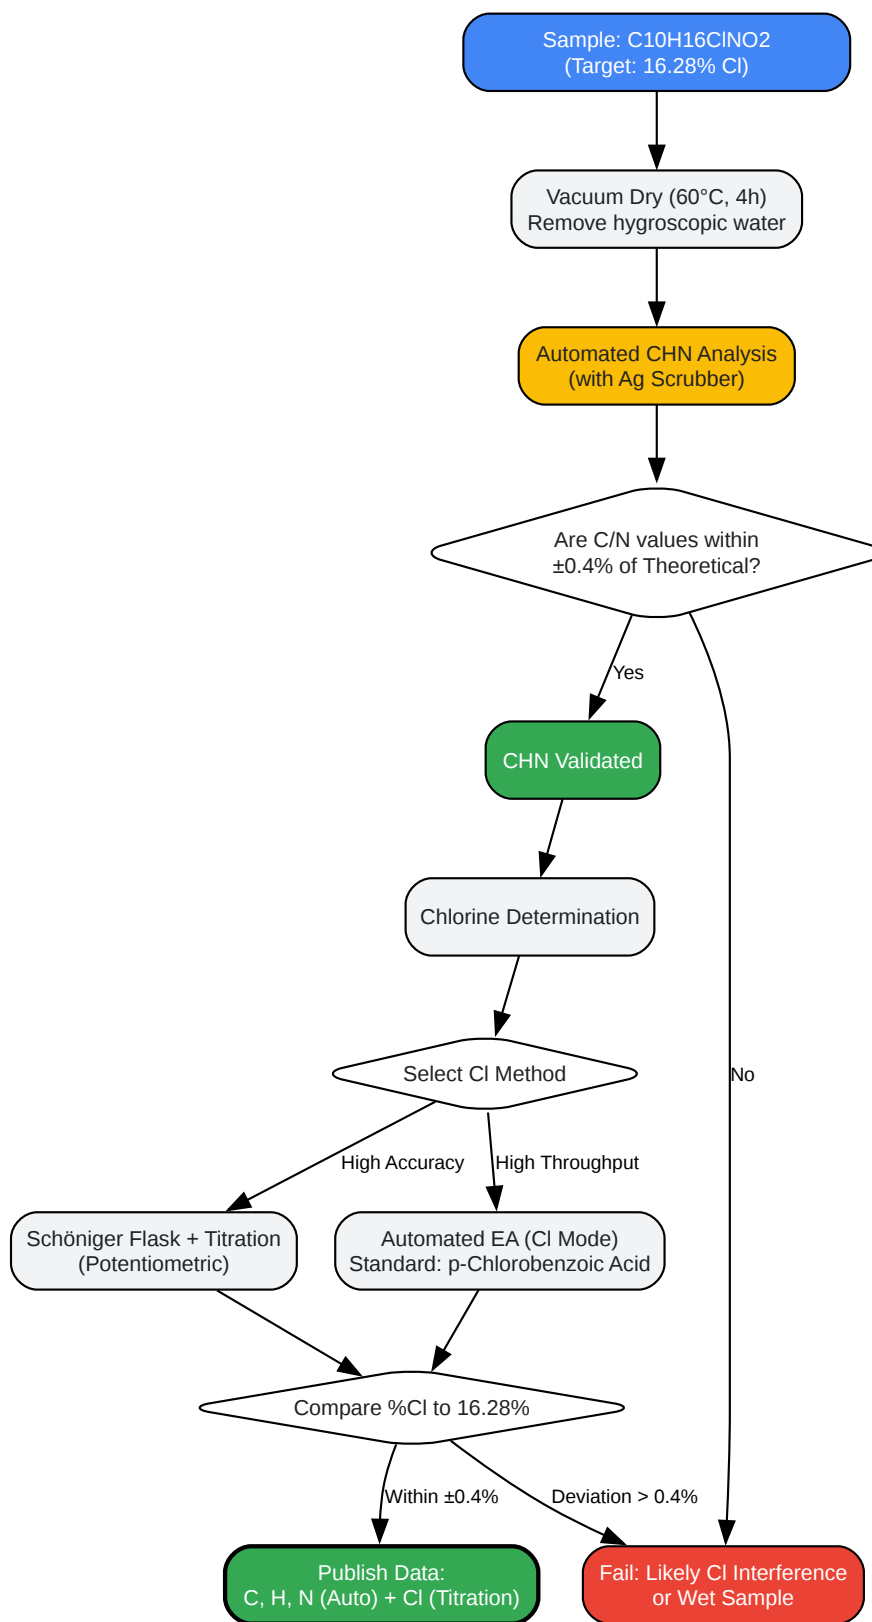 Sample: C10H16ClNO2
(Target: 16.28% Cl)
Vacuum Dry (60°C, 4h)
Remove hygroscopic water
Automated CHN Analysis
(with Ag Scrubber)
Are C/N values within
±0.4% of Theoretical?
Yes
CHN Validated
Chlorine Determination
Select Cl Method
No
High Accuracy
High Throughput
Schöniger Flask + Titration
(Potentiometric)
Automated EA (Cl Mode)
Standard: p-Chlorobenzoic Acid
Compare %Cl to 16.28%
Within ±0.4%
Deviation > 0.4%
Publish Data:
C, H, N (Auto) + Cl (Titration)
Fail: Likely Cl Interference
or Wet Sample